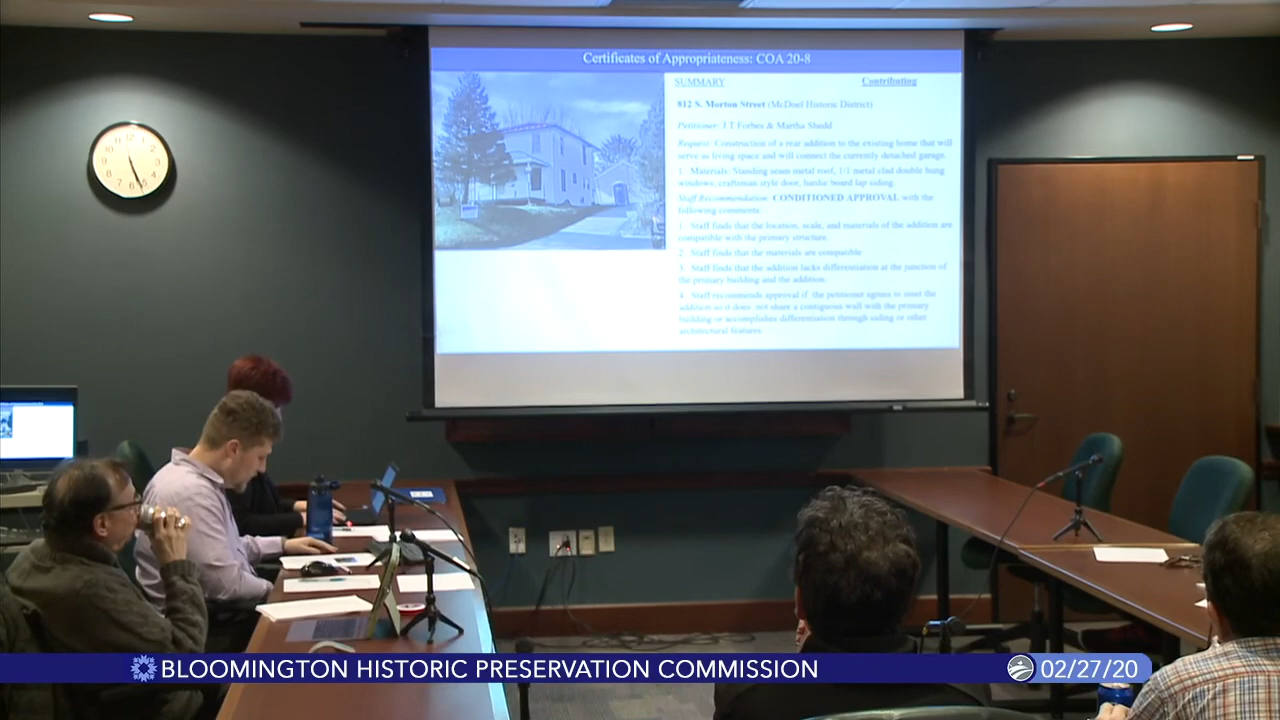 Certificates of Appropriateness: COA 20-8
SUMMARY Contributing
812 S. Morton Street (McDoel Historic District)
Petitioner: J T Forbes & Martha Shedd
Request: Construction of a rear addition to the existing home that will
serve as living space and will connect the currently detached garage.
1. Materials: Standing seam metal roof, 1/1 metal clad double hung
windows, craftsman style door, hardie board lap siding.
Staff Recommendation: CONDITIONED APPROVAL with the
following comments:
1. Staff finds that the location, scale, and materials of the addition are
compatible with the primary structure.
2. Staff finds that the materials are compatible
3. Staff finds that the addition lacks differentiation at the junction of
the primary building and the addition.
4. Staff recommends approval if the petitioner agrees to inset the
addition so it does not share a contiguous wall with the primary
building or accomplishes differentiation through siding or other
architectural features.
BLOOMINGTON HISTORIC PRESERVATION COMMISSION
02/27/20